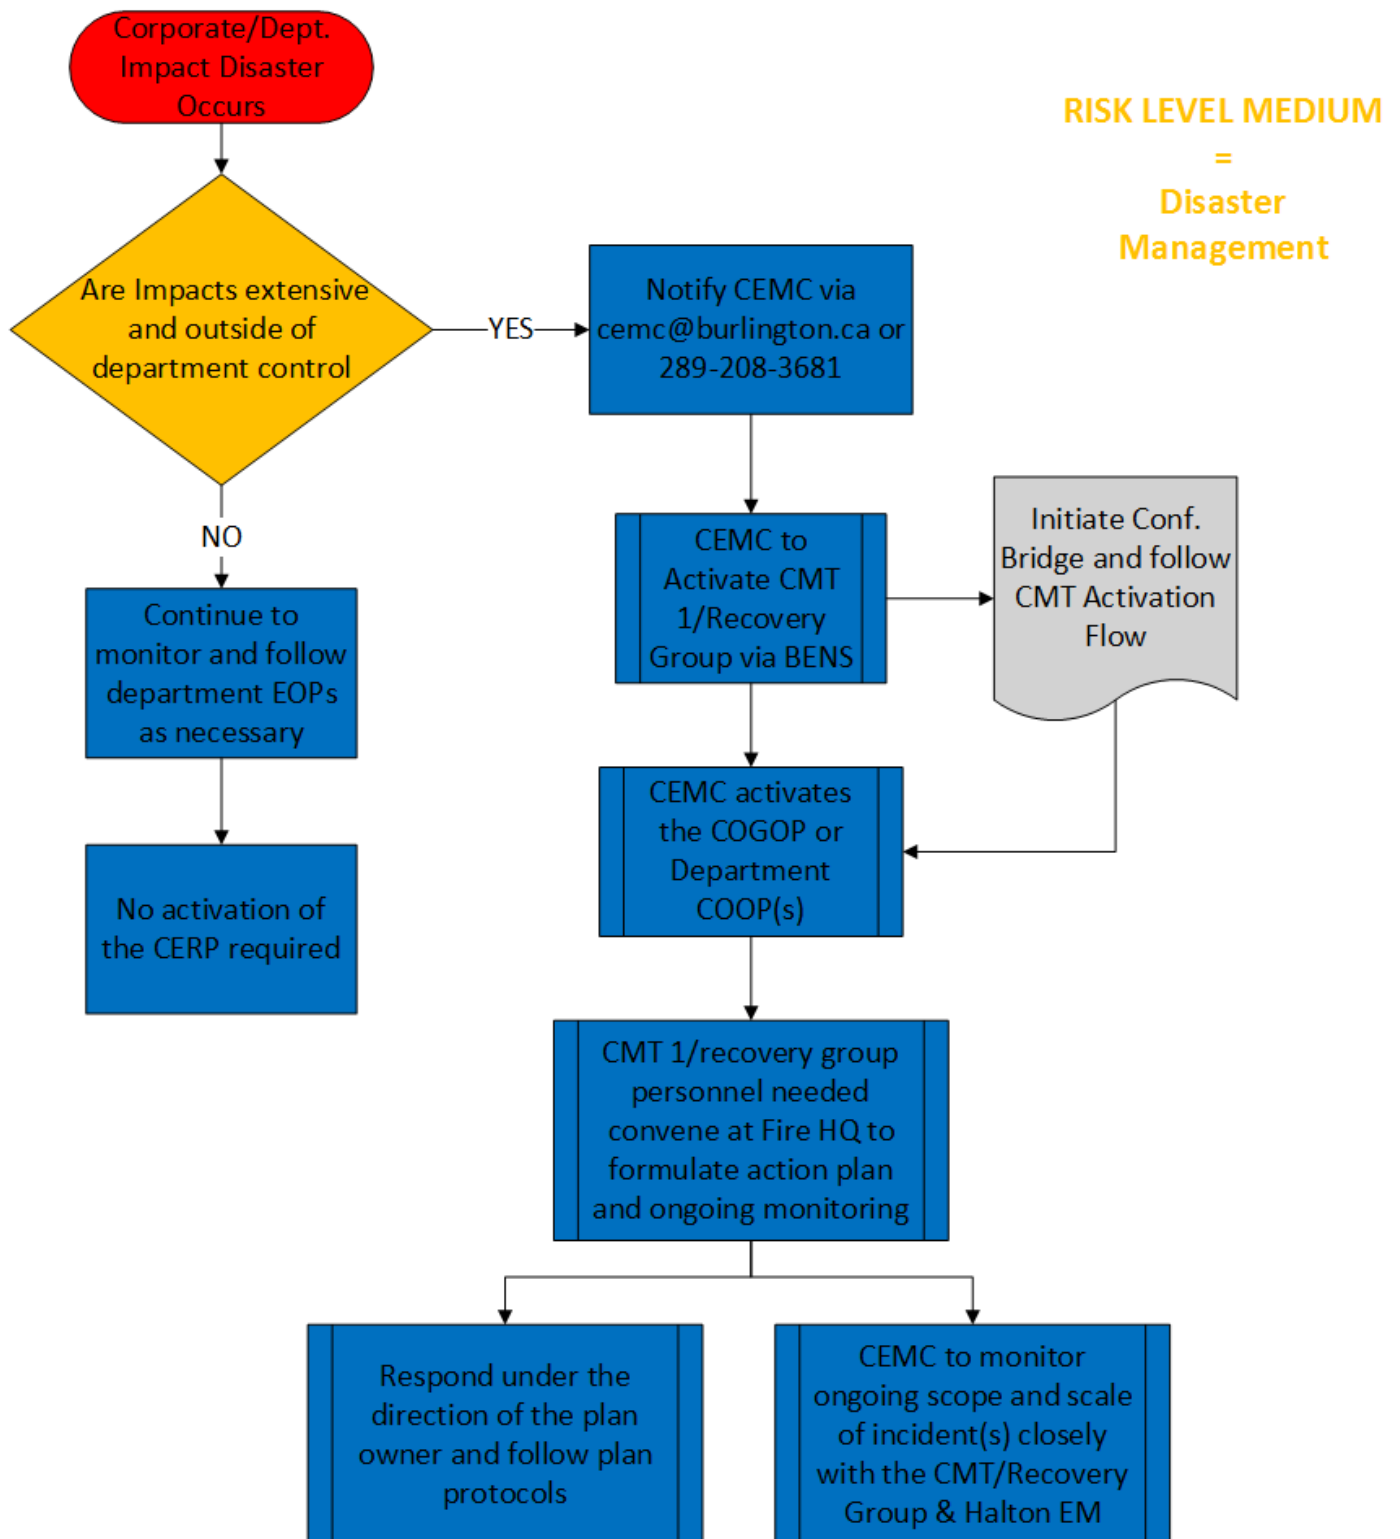 Corporate/Dept.
Impact Disaster
Occurs
RISK LEVEL MEDIUM
=
Disaster
Management
Are Impacts extensive
and outside of
department control
YES
Notify CEMC via
cemc@burlington.ca or
289-208-3681
NO
CEMC to
Activate CMT
1/Recovery
Group via BENS
Initiate Conf.
Bridge and follow
CMT Activation
Flow
Continue to
monitor and follow
department EOPs
as necessary
CEMC activates
the COGOP or
Department
COOP(s)
No activation of
the CERP required
CMT 1/recovery group
personnel needed
convene at Fire HQ to
formulate action plan
and ongoing monitoring
Respond under the
direction of the plan
owner and follow plan
protocols
CEMC to monitor
ongoing scope and scale
of incident(s) closely
with the CMT/Recovery
Group & Halton EM